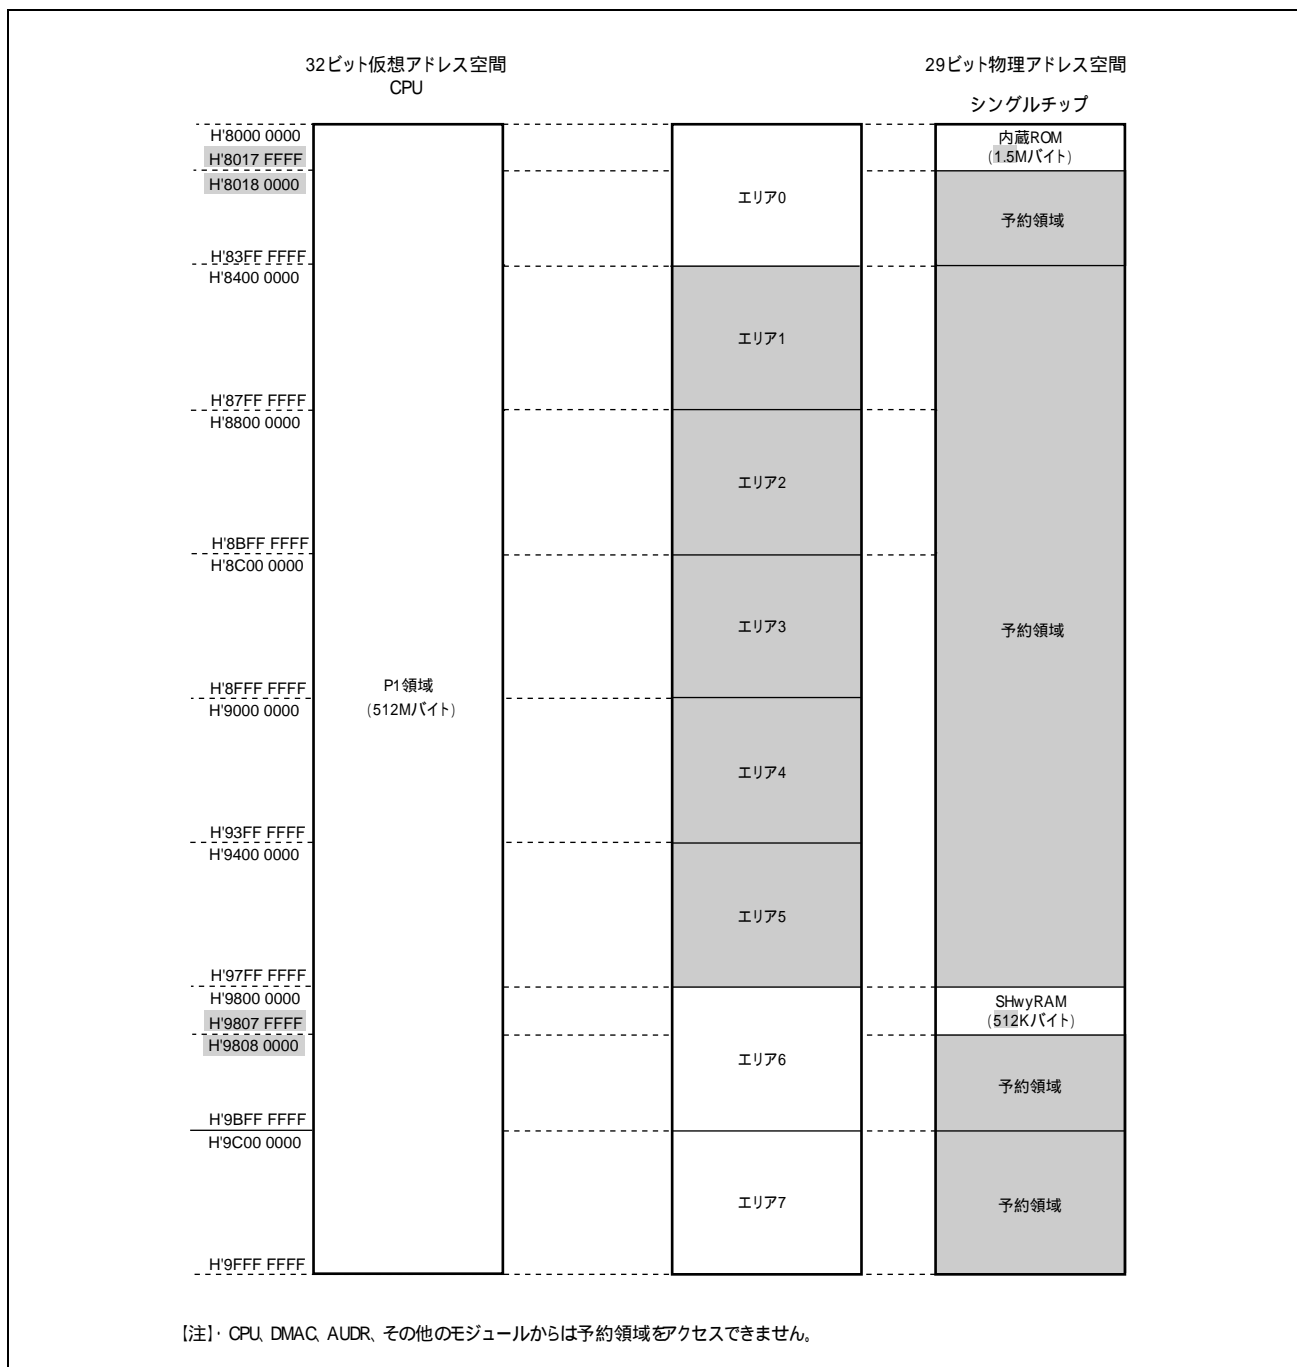 32ビット仮想アドレス空間
CPU
29ビット物理アドレス空間
シングルチップ
H'8000 0000
H'8017 FFFF
H'8018 0000
H'83FF FFFF
H'8400 0000
H'87FF FFFF
H'8800 0000
H'8BFF FFFF
H'8C00 0000
H'8FFF FFFF
H'9000 0000
H'93FF FFFF
H'9400 0000
H'97FF FFFF
H'9800 0000
H'9807 FFFF
H'9808 0000
H'9BFF FFFF
H'9C00 0000
H'9FFF FFFF
P1領域
(512Mバイト)
エリア0
エリア1
エリア2
エリア3
エリア4
エリア5
エリア6
エリア7
内蔵ROM
(1.5Mバイト)
予約領域
予約領域
SHwyRAM
(512Kバイト)
予約領域
予約領域
【注】・CPU、DMAC、AUDR、その他のモジュールからは予約領域をアクセスできません。